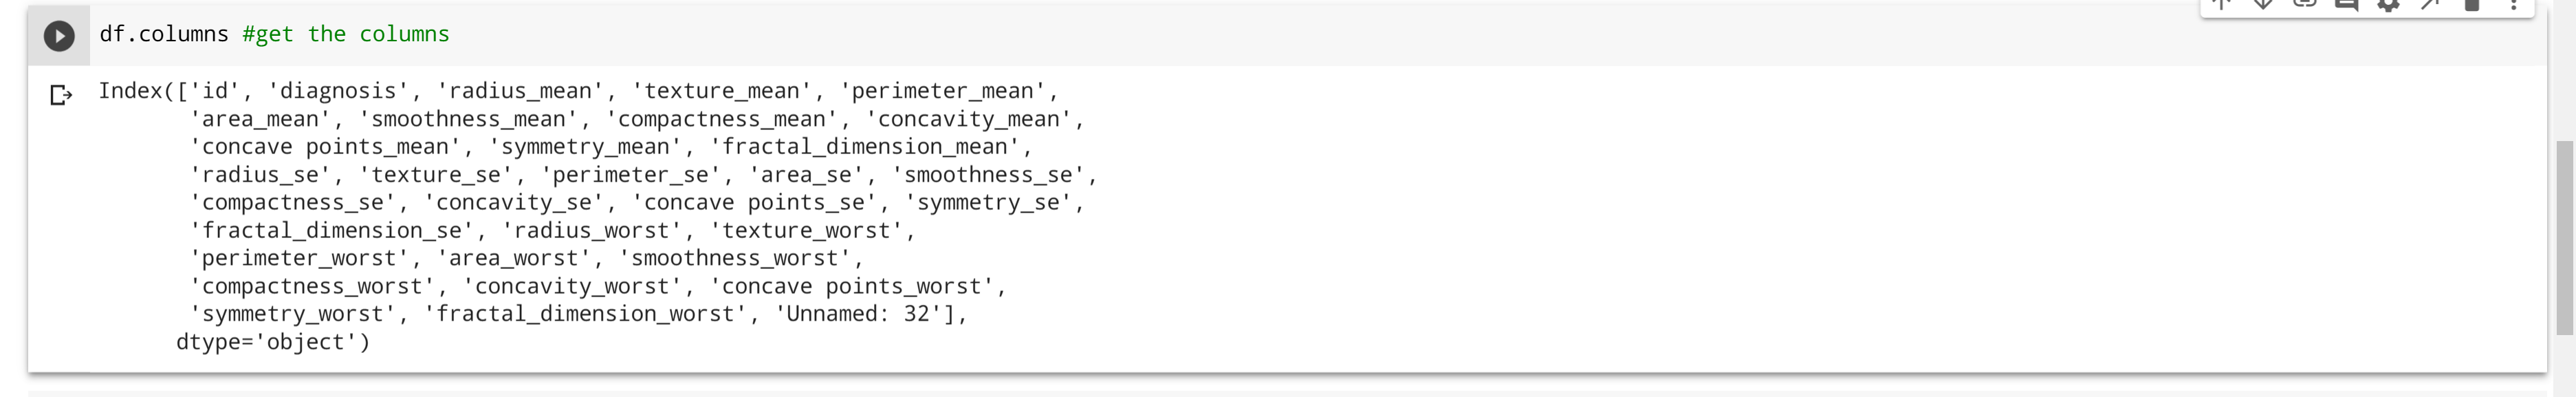 df.columns #get the columns
Index(['id', 'diagnosis', 'radius_mean', 'texture_mean', 'perimeter_mean',
'area_mean', 'smoothness_mean', 'compactness_mean', 'concavity_mean',
'concave points_mean', 'symmetry_mean', 'fractal_dimension_mean',
'radius_se', 'texture_se', 'perimeter_se', 'area_se', 'smoothness_se',
'compactness_se', 'concavity_se', 'concave points_se', 'symmetry_se',
'fractal_dimension_se', 'radius_worst', 'texture_worst',
'perimeter_worst', 'area_worst', 'smoothness_worst',
'compactness_worst', 'concavity_worst', 'concave points_worst',
'symmetry_worst', 'fractal_dimension_worst', 'Unnamed: 32'],
dtype='object')